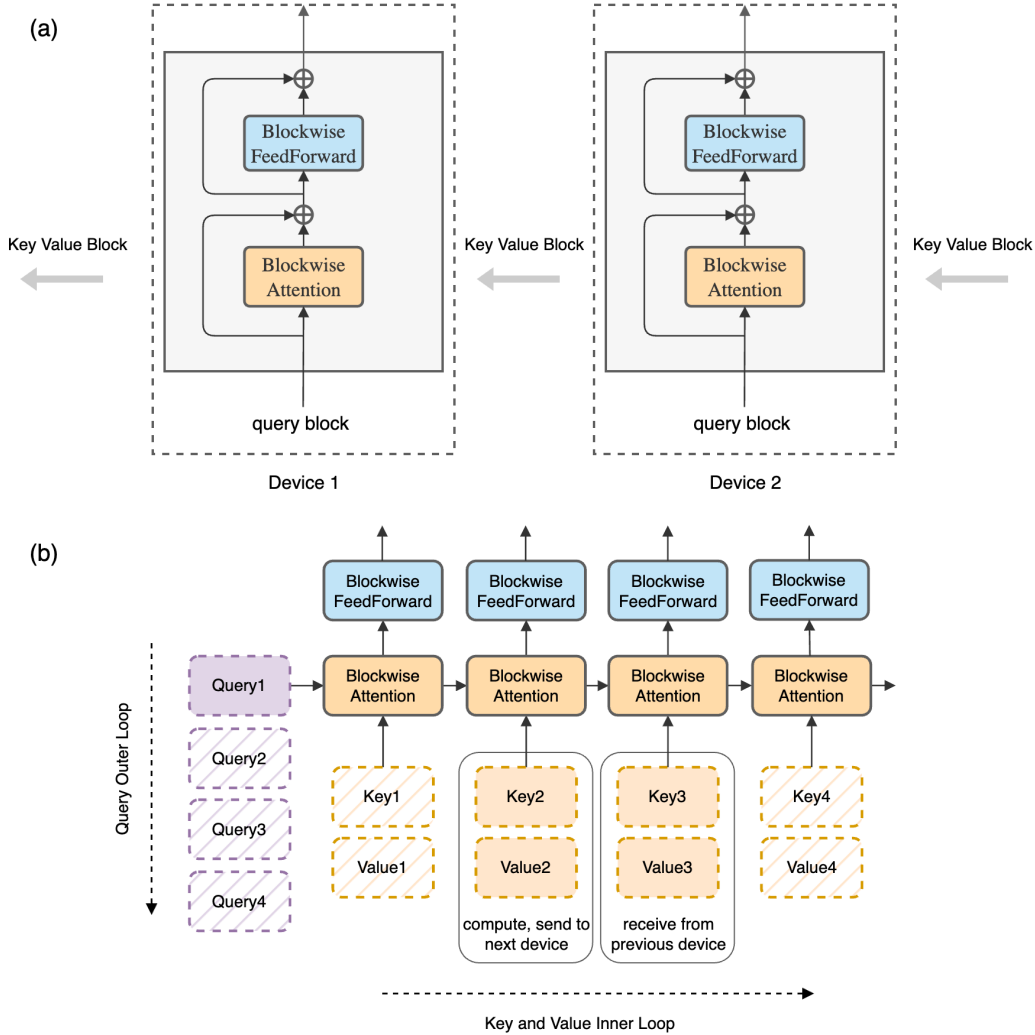 (a)
Blockwise
FeedForward
Blockwise
Attention
query block
Device 1
Key Value Block
Key Value Block
Blockwise
FeedForward
Blockwise
Attention
query block
Device 2
Key Value Block
(b)
Blockwise
FeedForward
Blockwise
FeedForward
Blockwise
FeedForward
Blockwise
FeedForward
Query Outer Loop
Query1
Query2
Query3
Query4
Blockwise
Attention
Blockwise
Attention
Blockwise
Attention
Blockwise
Attention
Key1
Value1
Key2
Value2
compute, send to
next device
Key3
Value3
receive from
previous device
Key4
Value4
Key and Value Inner Loop